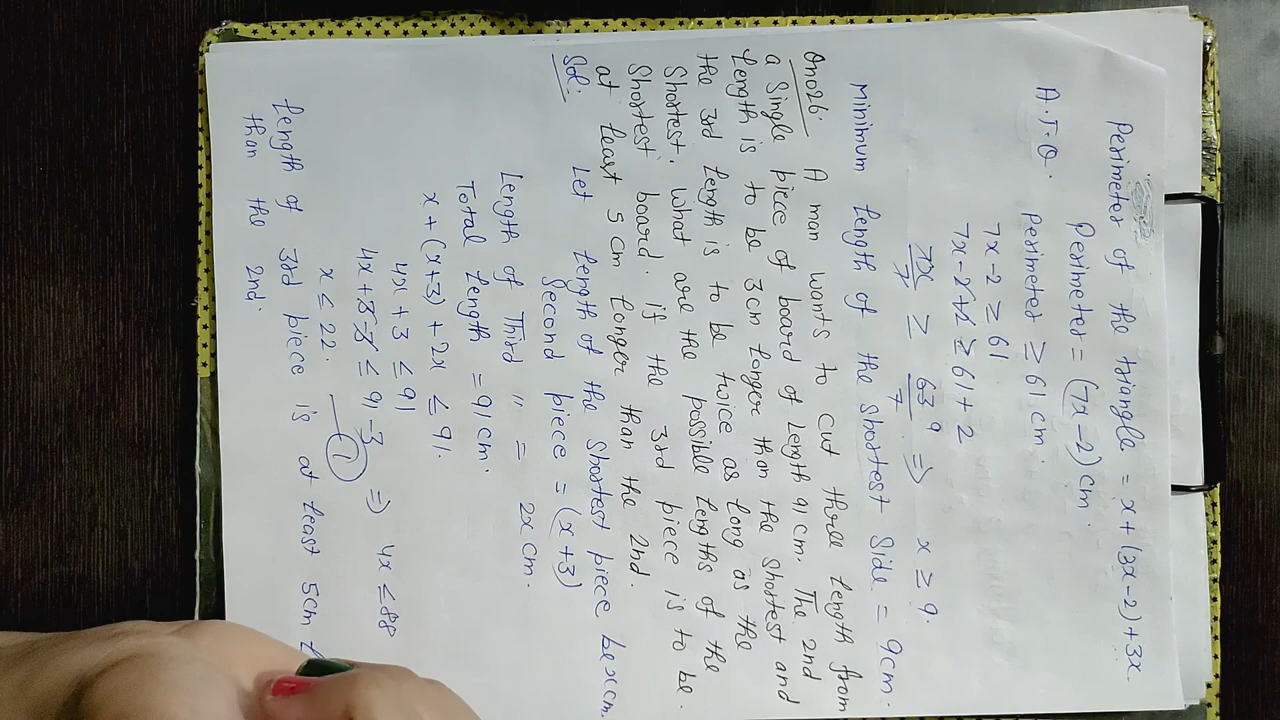 Perimeter of the triangle = x + (3x-2) + 3x
Perimeter = (7x-2) cm.
A.T.Q. Perimeter ≥ 61 cm.
7x-2 ≥ 61
7x-2+2 ≥ 61+2
7x/7 ≥ 63/7 9 ⇒ x ≥ 9.
Minimum length of the shortest side = 9cm.
Qno26: A man wants to cut three length from
a single piece of board of length 91 cm. The 2nd
length is to be 3cm longer than the shortest and
the 3rd length is to be twice as long as the
shortest. what are the possible lengths of the
shortest board. if the 3rd piece is to be
at least 5 cm longer than the 2nd.
Sol: Let length of the shortest piece be x cm.
Second piece = (x+3)
Length of Third " = 2x cm.
Total length = 91 cm.
x + (x+3) + 2x ≤ 91.
4x + 3 ≤ 91
4x + 3-3 ≤ 91-3 ⇒ 4x ≤ 88
x ≤ 22. — 1
Length of 3rd piece is at least 5cm
than the 2nd.